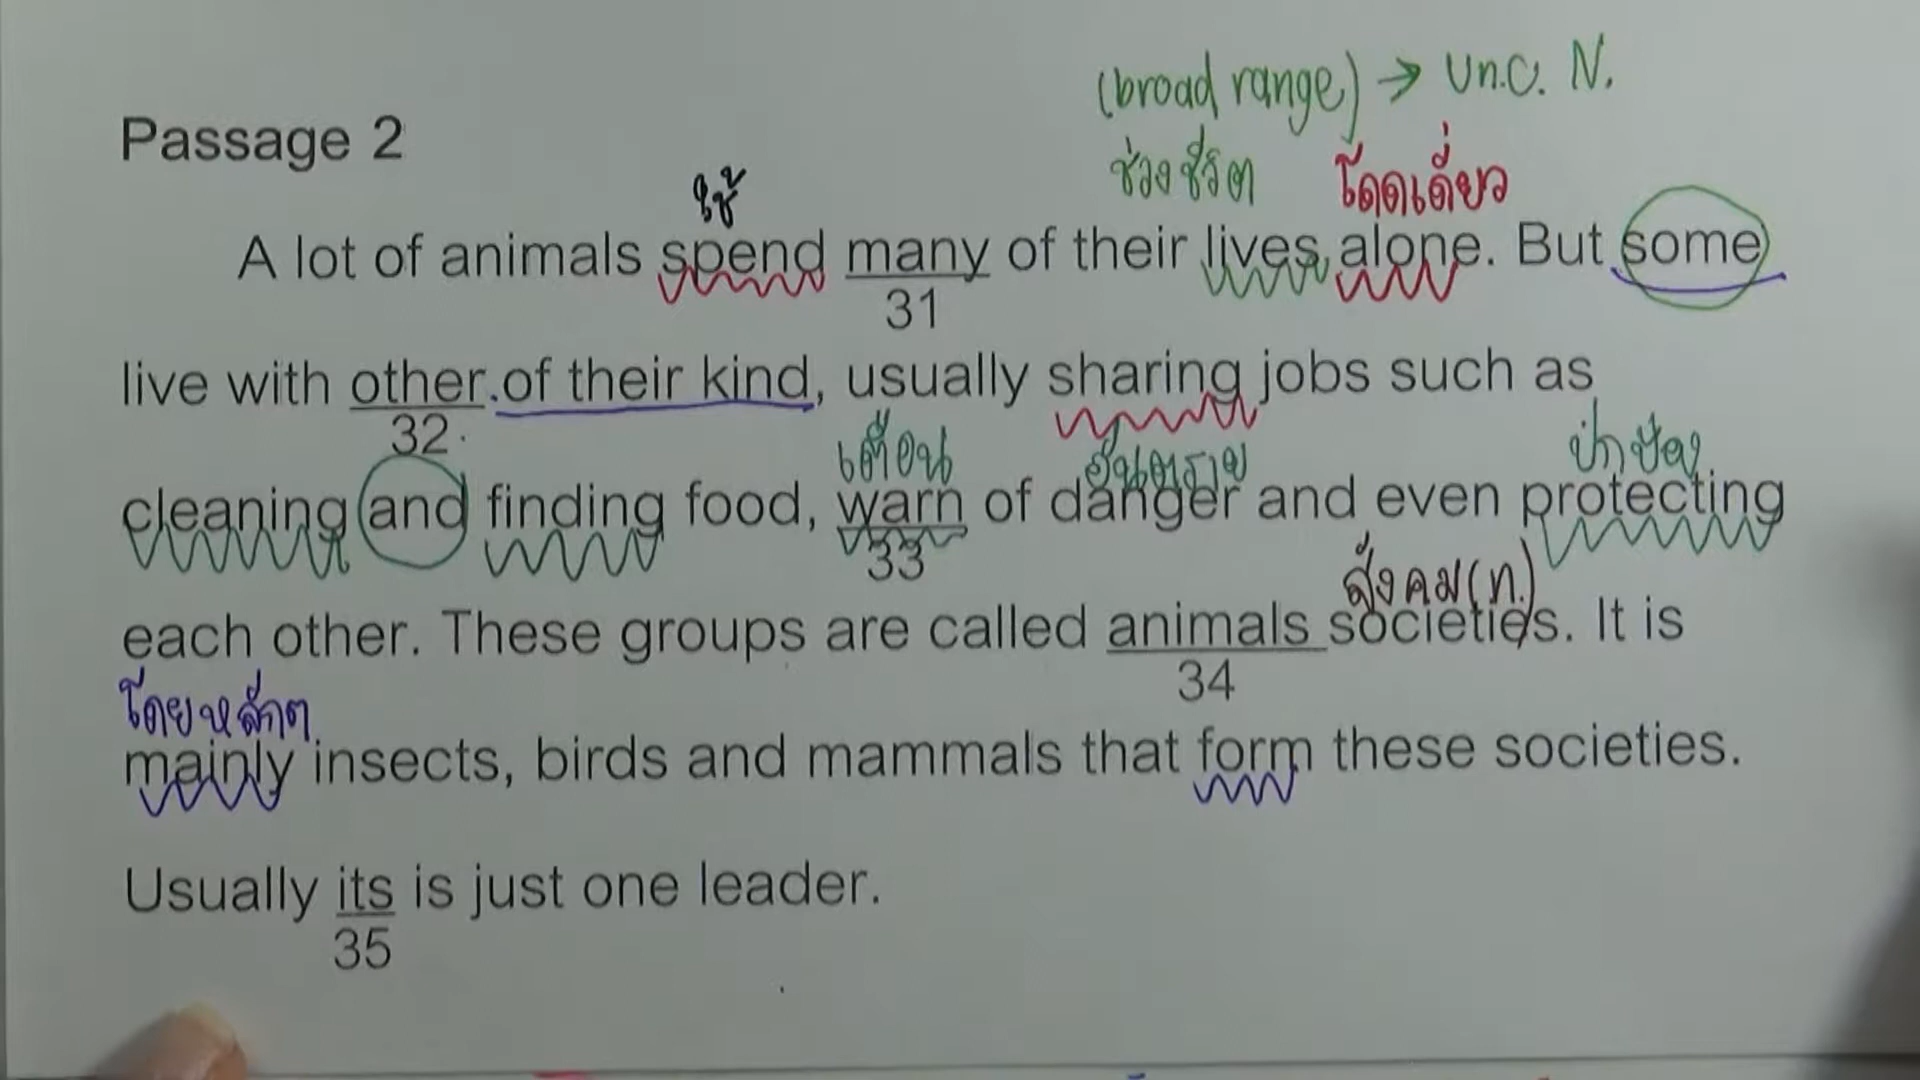 (broad range) → Un.C. N.
Passage 2
ใช้ ช่วงชีวิต โดดเดี่ยว
A lot of animals spend many of their lives alone. But some
31
live with other of their kind, usually sharing jobs such as
32
เตือน อันตราย ปกป้อง
cleaning and finding food, warn of danger and even protecting
33
สังคม(n.)
each other. These groups are called animals societies. It is
34
โดยหลักๆ
mainly insects, birds and mammals that form these societies.
Usually its is just one leader.
35